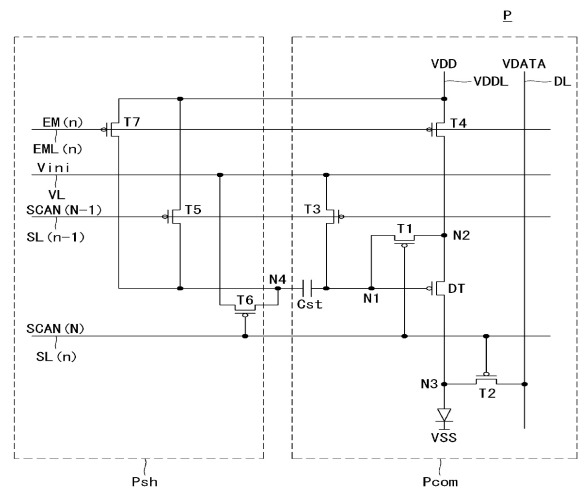 P
VDD VDATA
VDDL DL
EM(n) T7 T4
EML(n)
Vini
VL
SCAN(N-1) T5 T3
SL(n-1) T1 N2
N4
T6 Cst N1 DT
SCAN(N)
SL(n)
N3 T2
VSS
Psh Pcom